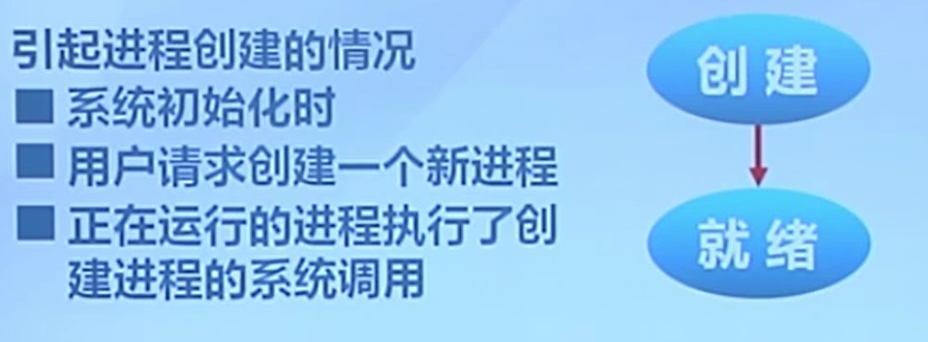 引起进程创建的情况
系统初始化时
用户请求创建一个新进程
正在运行的进程执行了创
建进程的系统调用
创建
就绪